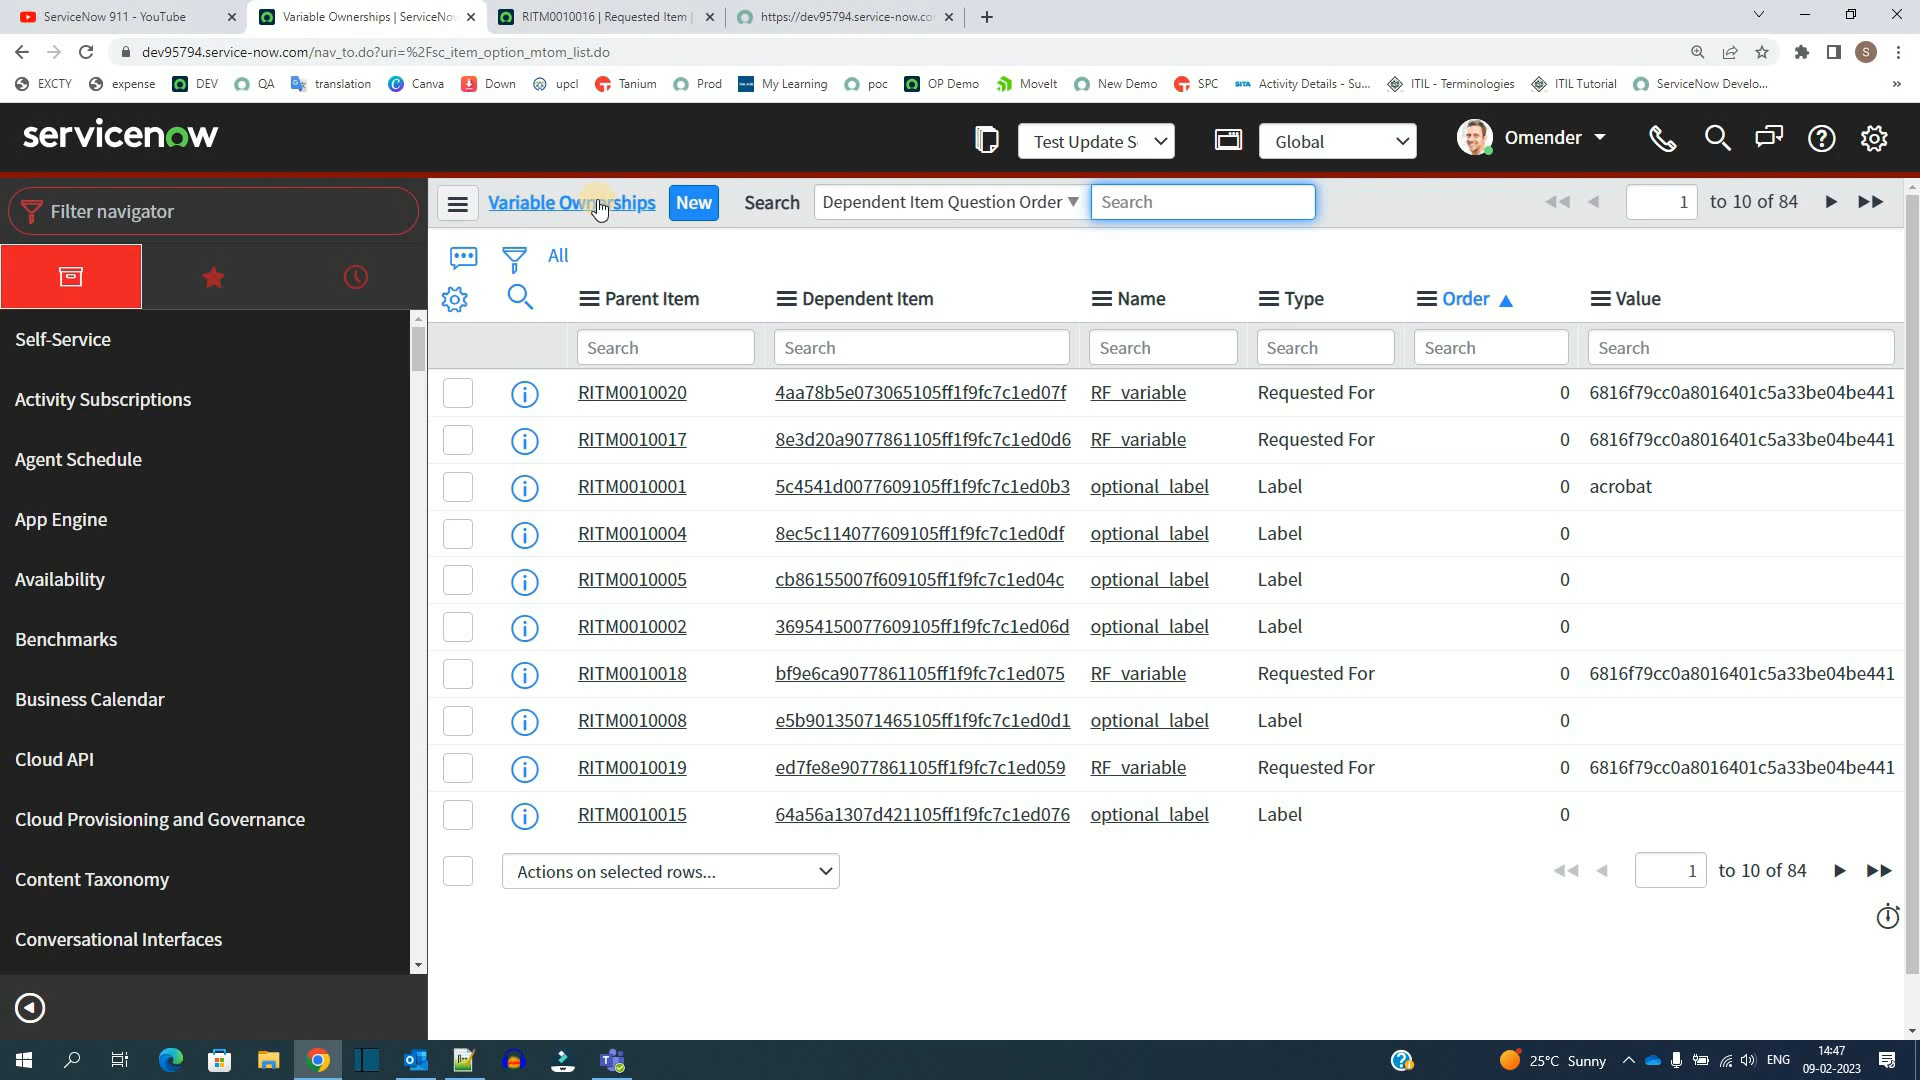 ServiceNow 911 - YouTube
Variable Ownerships | ServiceNow
RITM0010016 | Requested Item |
https://dev95794.service-now.co
dev95794.service-now.com/nav_to.do?uri=%2Fsc_item_option_mtom_list.do
S
EXCTY expense DEV QA translation Canva Down upcl Tanium Prod My Learning poc OP Demo MoveIt New Demo SPC Activity Details - Su... ITIL - Terminologies ITIL Tutorial ServiceNow Develo... »
servicenow
Test Update S
Global
Omender
Filter navigator
Variable Ownerships New Search Dependent Item Question Order Search 1 to 10 of 84
All
Parent Item Dependent Item Name Type Order Value
Search Search Search Search Search Search
RITM0010020 4aa78b5e073065105ff1f9fc7c1ed07f RF_variable Requested For 0 6816f79cc0a8016401c5a33be04be441
RITM0010017 8e3d20a9077861105ff1f9fc7c1ed0d6 RF_variable Requested For 0 6816f79cc0a8016401c5a33be04be441
RITM0010001 5c4541d0077609105ff1f9fc7c1ed0b3 optional_label Label 0 acrobat
RITM0010004 8ec5c114077609105ff1f9fc7c1ed0df optional_label Label 0
RITM0010005 cb86155007f609105ff1f9fc7c1ed04c optional_label Label 0
RITM0010002 36954150077609105ff1f9fc7c1ed06d optional_label Label 0
RITM0010018 bf9e6ca9077861105ff1f9fc7c1ed075 RF_variable Requested For 0 6816f79cc0a8016401c5a33be04be441
RITM0010008 e5b90135071465105ff1f9fc7c1ed0d1 optional_label Label 0
RITM0010019 ed7fe8e9077861105ff1f9fc7c1ed059 RF_variable Requested For 0 6816f79cc0a8016401c5a33be04be441
RITM0010015 64a56a1307d421105ff1f9fc7c1ed076 optional_label Label 0
Actions on selected rows... 1 to 10 of 84
Self-Service
Activity Subscriptions
Agent Schedule
App Engine
Availability
Benchmarks
Business Calendar
Cloud API
Cloud Provisioning and Governance
Content Taxonomy
Conversational Interfaces
25°C Sunny
ENG
14:47
09-02-2023